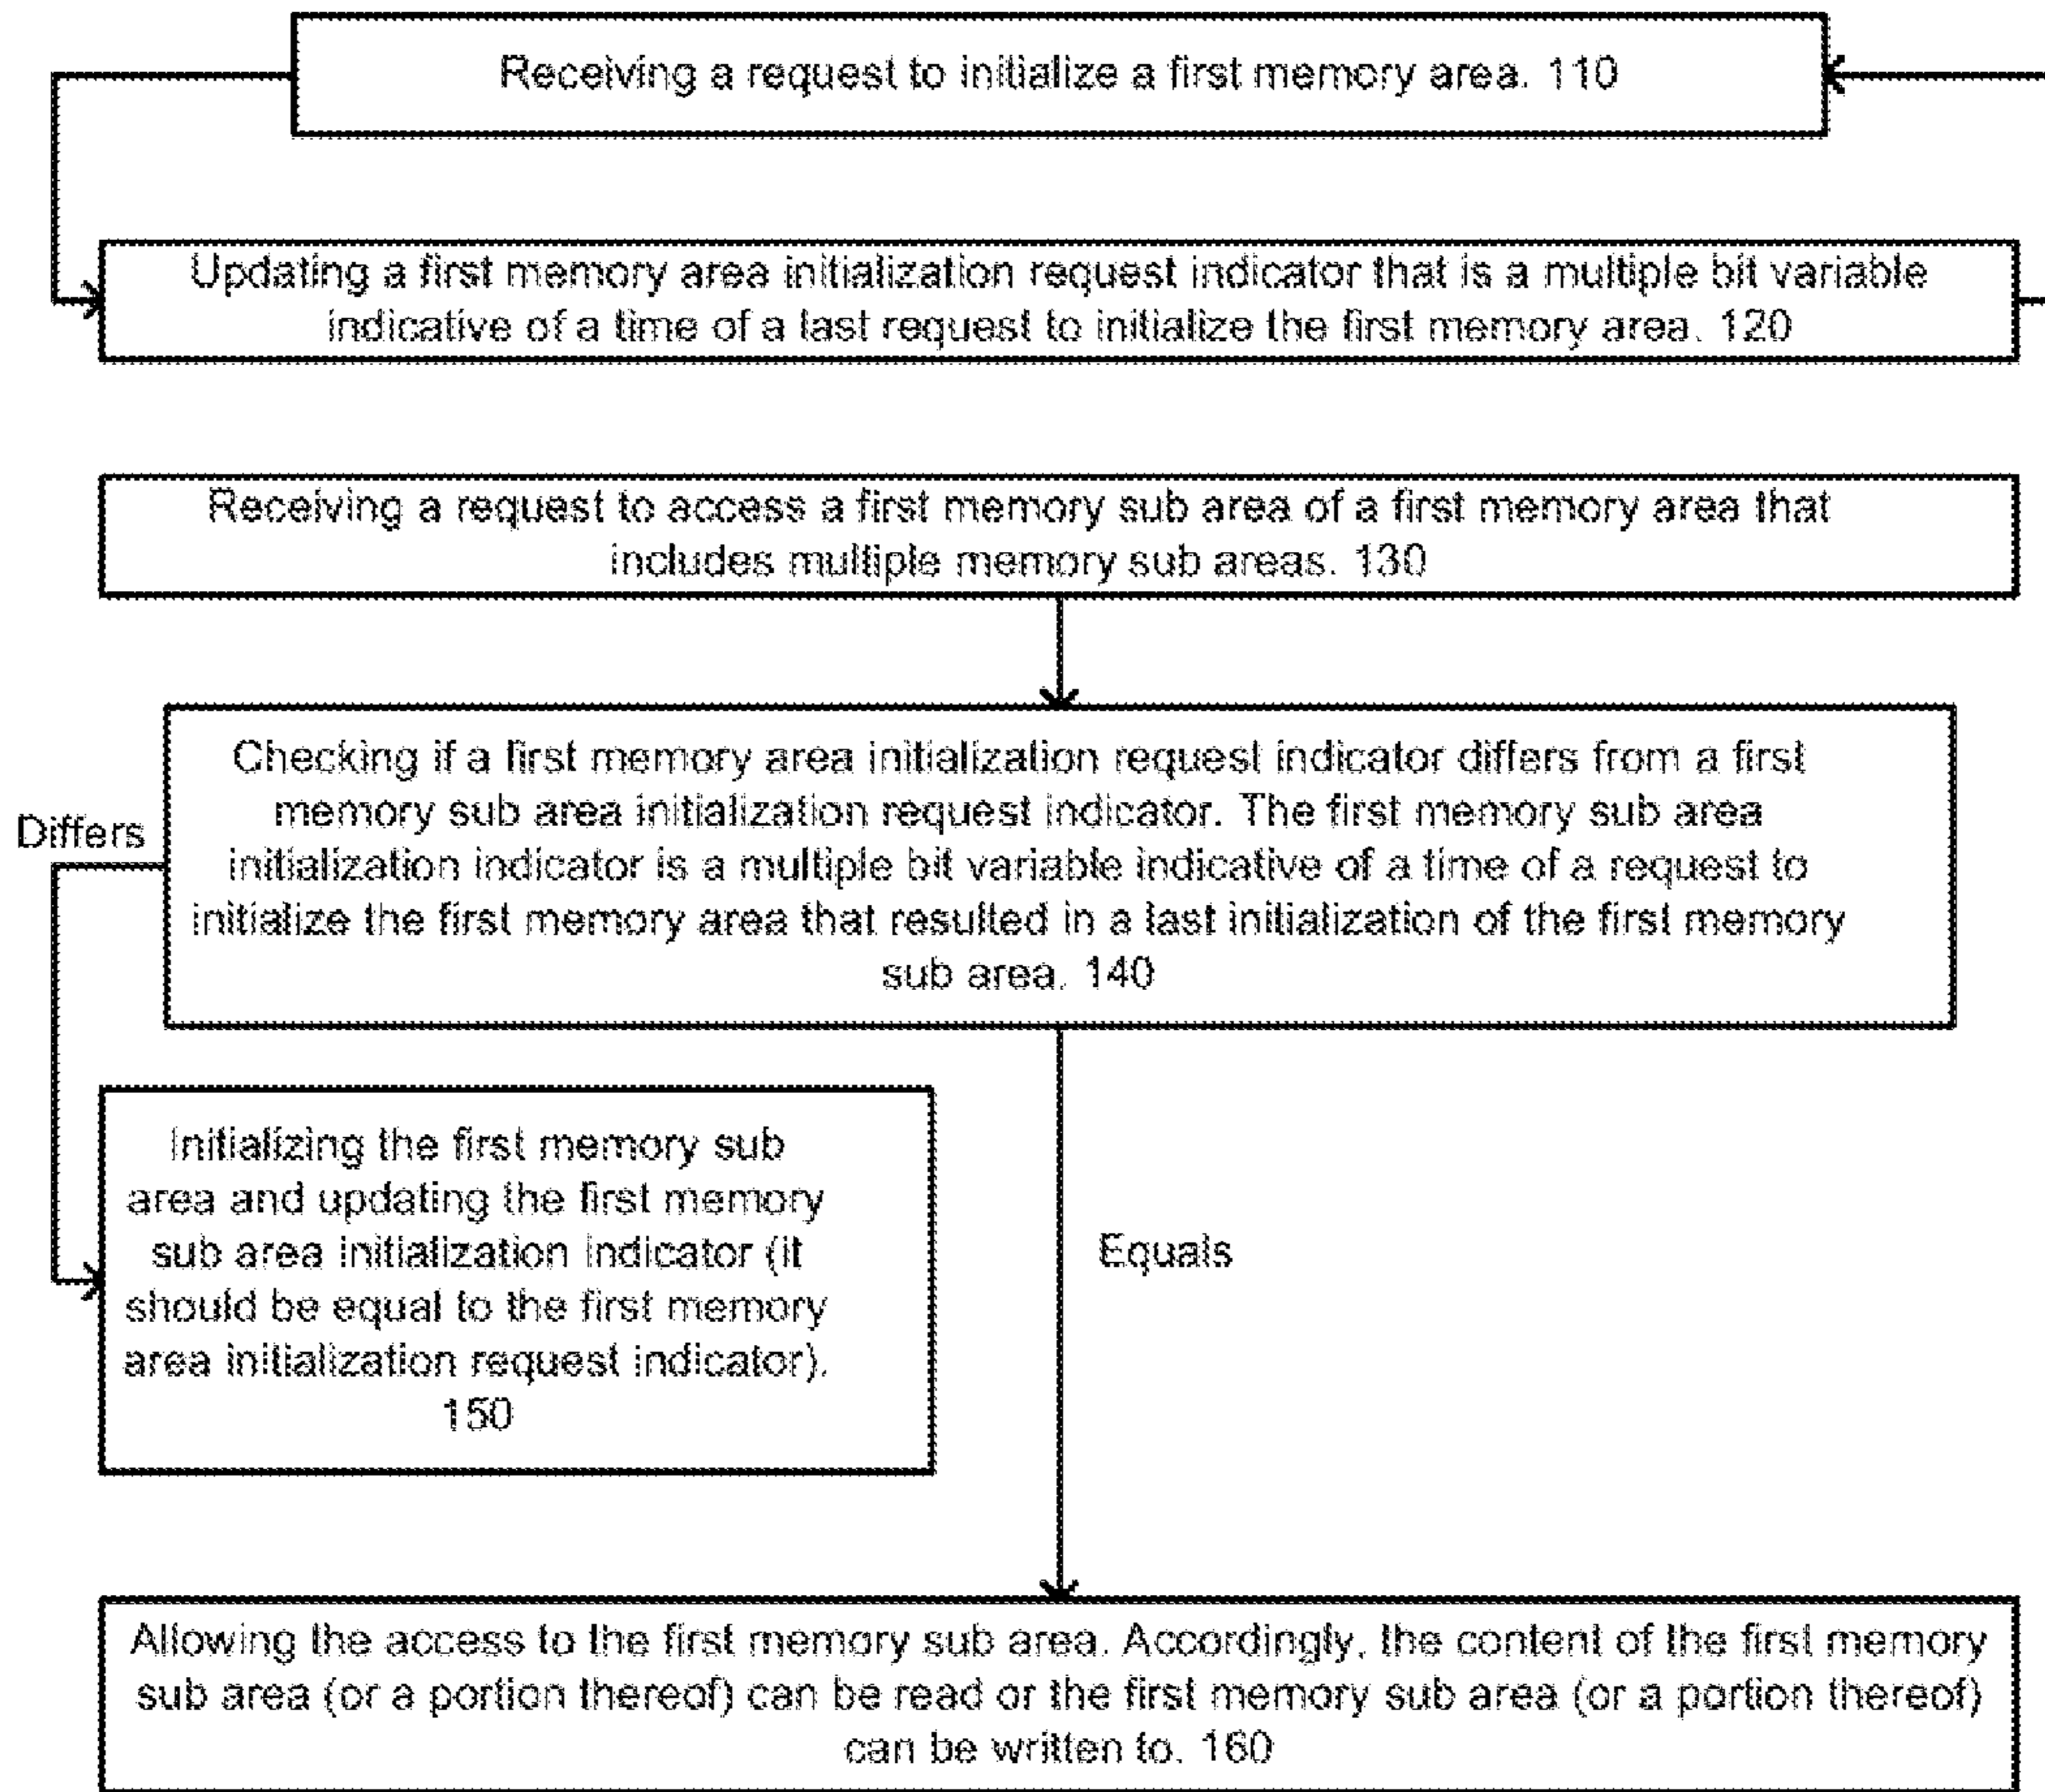 Receiving a request to initialize a first memory area. 110
Updating a first memory area initialization request indicator that is a multiple bit variable
indicative of a time of a last request to initialize the first memory area. 120
Receiving a request to access a first memory sub area of a first memory area that
includes multiple memory sub areas. 130
Checking if a first memory area initialization request indicator differs from a first
memory sub area initialization request indicator. The first memory sub area
initialization indicator is a multiple bit variable indicative of a time of a request to
initialize the first memory area that resulted in a last initialization of the first memory
sub area. 140
Differs
Initializing the first memory sub
area and updating the first memory
sub area initialization indicator (it
should be equal to the first memory
area initialization request indicator).
150
Equals
Allowing the access to the first memory sub area. Accordingly, the content of the first memory
sub area (or a portion thereof) can be read or the first memory sub area (or a portion thereof)
can be written to. 160